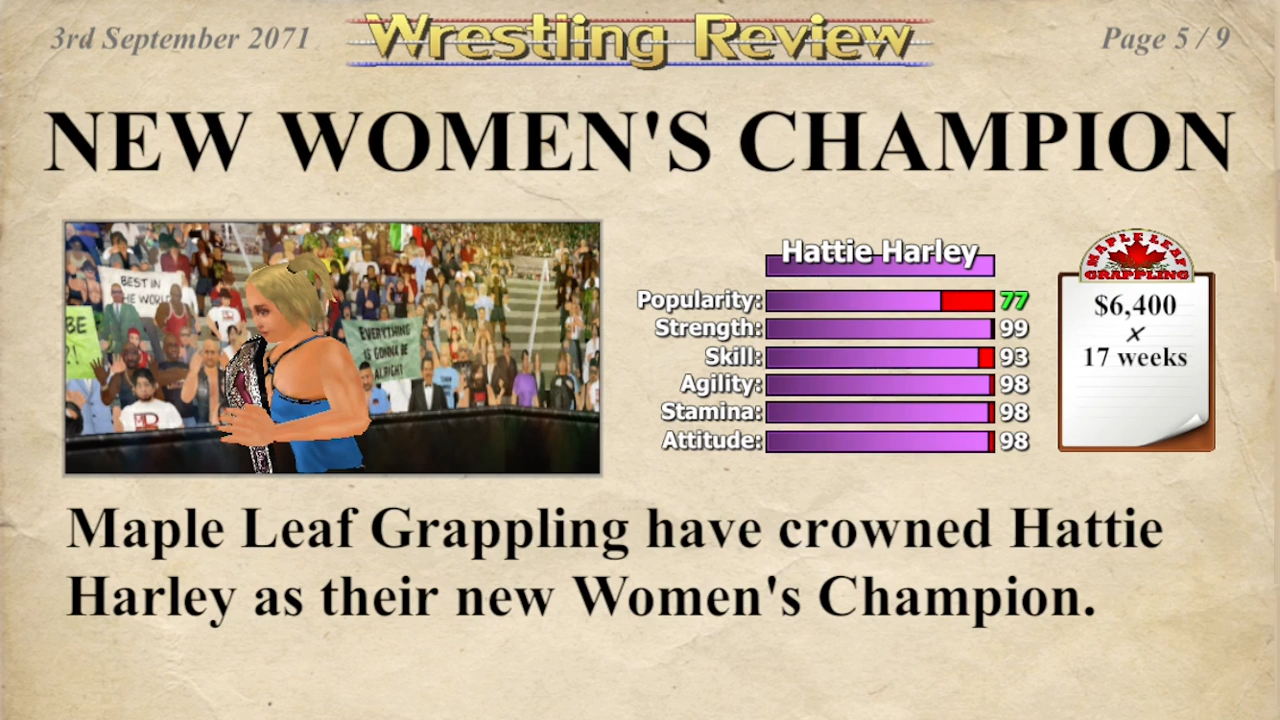 3rd September 2071
Wrestling Review
Page 5 / 9
NEW WOMEN'S CHAMPION
BEST IN
THE WORLD
BE
!
EVERYTHING
IS GONNA BE
ALRIGHT
Hattie Harley
Popularity: 77
Strength: 99
Skill: 93
Agility: 98
Stamina: 98
Attitude: 98
MAPLE LEAF
GRAPPLING
$6,400
x
17 weeks
Maple Leaf Grappling have crowned Hattie
Harley as their new Women's Champion.